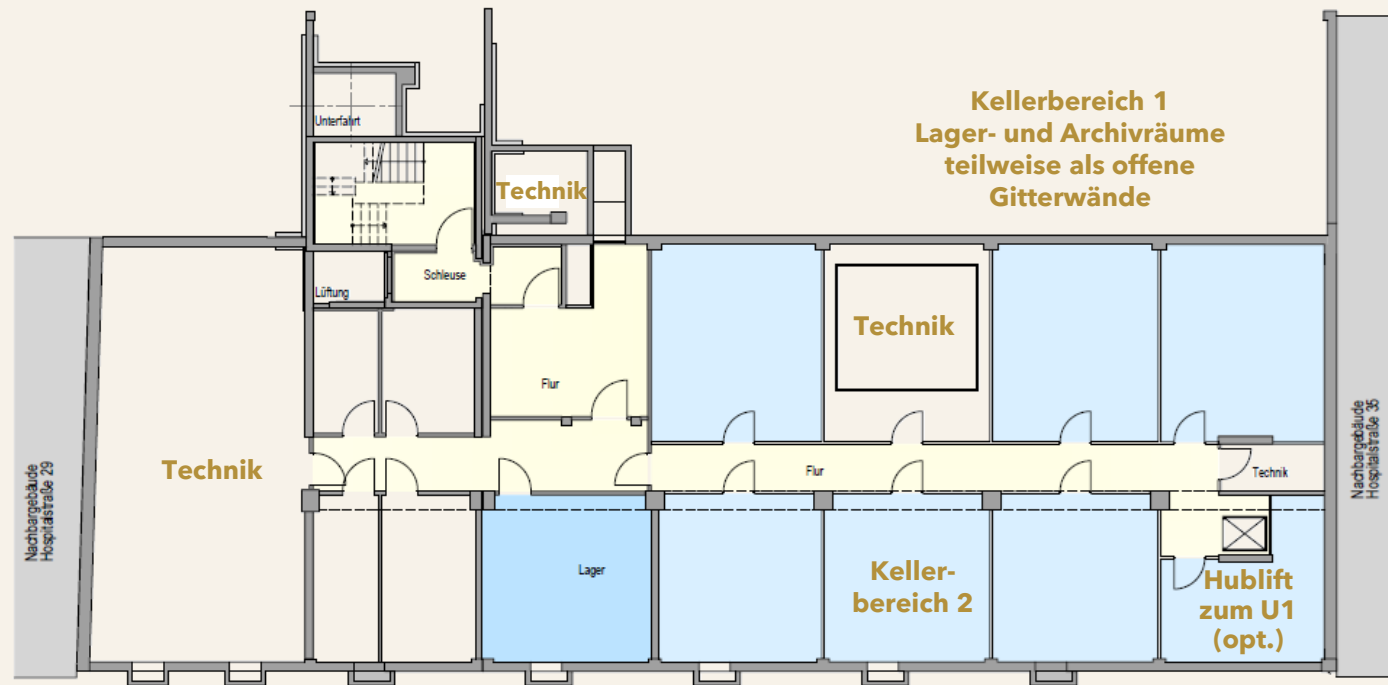 Kellerbereich 1
Lager- und Archivräume
teilweise als offene
Gitterwände
Unterfahrt
Technik
Schleuse
Lüftung
Technik
Flur
Technik
Flur
Technik
Nachbargebäude
Hospitalstraße 29
Nachbargebäude
Hospitalstraße 35
Lager
Keller-
bereich 2
Hublift
zum U1
(opt.)